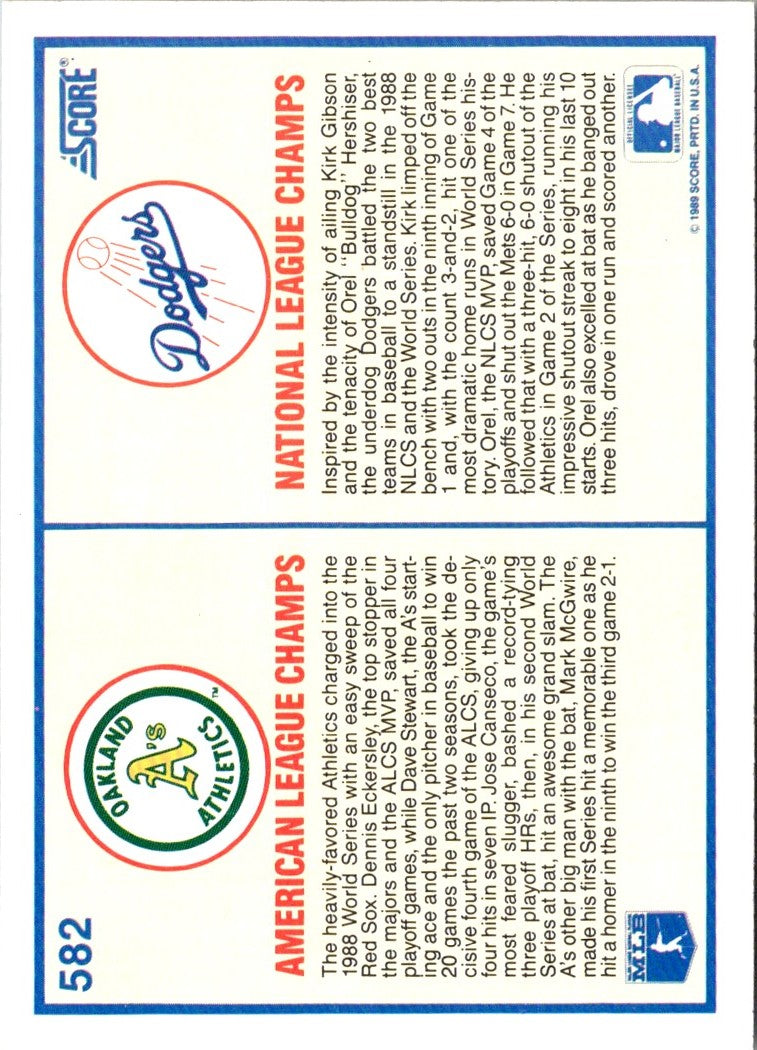 582
OAKLAND
A's
ATHLETICS
TM
AMERICAN LEAGUE CHAMPS
The heavily-favored Athletics charged into the
1988 World Series with an easy sweep of the
Red Sox. Dennis Eckersley, the top stopper in
the majors and the ALCS MVP, saved all four
playoff games, while Dave Stewart, the A's start-
ing ace and the only pitcher in baseball to win
20 games the past two seasons, took the de-
cisive fourth game of the ALCS, giving up only
four hits in seven IP. Jose Canseco, the game's
most feared slugger, bashed a record-tying
three playoff HRs, then, in his second World
Series at bat, hit an awesome grand slam. The
A's other big man with the bat, Mark McGwire,
made his first Series hit a memorable one as he
hit a homer in the ninth to win the third game 2-1.
MLB
SCORE®
Dodgers
NATIONAL LEAGUE CHAMPS
Inspired by the intensity of ailing Kirk Gibson
and the tenacity of Orel "Bulldog" Hershiser,
the underdog Dodgers battled the two best
teams in baseball to a standstill in the 1988
NLCS and the World Series. Kirk limped off the
bench with two outs in the ninth inning of Game
1 and, with the count 3-and-2, hit one of the
most dramatic home runs in World Series his-
tory. Orel, the NLCS MVP, saved Game 4 of the
playoffs and shut out the Mets 6-0 in Game 7. He
followed that with a three-hit, 6-0 shutout of the
Athletics in Game 2 of the Series, running his
impressive shutout streak to eight in his last 10
starts. Orel also excelled at bat as he banged out
three hits, drove in one run and scored another.
OFFICIAL LICENSEE
MAJOR LEAGUE BASEBALL
© 1989 SCORE, PRTD. IN U.S.A.